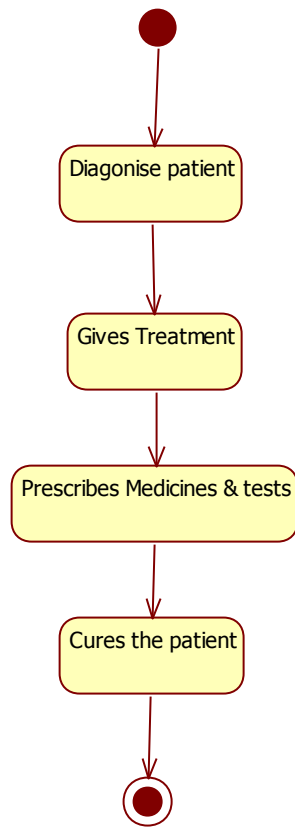 Diagonise patient
Gives Treatment
Prescribes Medicines & tests
Cures the patient